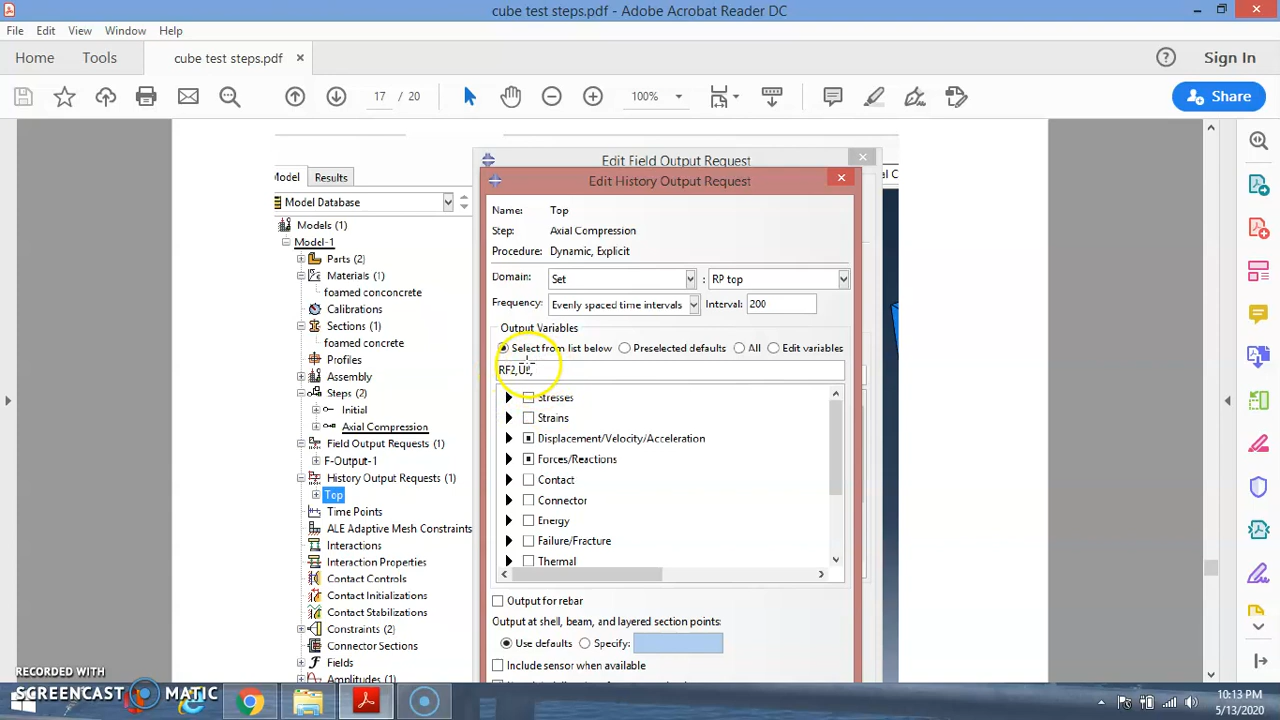 cube test steps.pdf - Adobe Acrobat Reader DC
File Edit View Window Help
Home Tools cube test steps.pdf × Sign In
17 / 20 100% Share
Edit Field Output Request
Model Results
Edit History Output Request
Model Database
Name: Top
Models (1)
Step: Axial Compression
Model-1
Procedure: Dynamic, Explicit
Parts (2)
Materials (1)
Domain: Set : RP top
foamed conconcrete
Frequency: Evenly spaced time intervals Interval: 200
Calibrations
Sections (1)
Output Variables
foamed concrete
Select from list below Preselected defaults All Edit variables
Profiles
Assembly
Steps (2)
Stresses
Initial
Strains
Axial Compression
Displacement/Velocity/Acceleration
Field Output Requests (1)
F-Output-1
Forces/Reactions
History Output Requests (1)
Contact
Top
Connector
Time Points
Energy
ALE Adaptive Mesh Constraints
Failure/Fracture
Interactions
Interaction Properties
Thermal
Contact Controls
Contact Initializations
Output for rebar
Contact Stabilizations
Output at shell, beam, and layered section points:
Constraints (2)
Use defaults Specify:
Connector Sections
Fields
Include sensor when available
Amplitudes (1)
RECORDED WITH
SCREENCAST MATIC
10:13 PM
5/13/2020